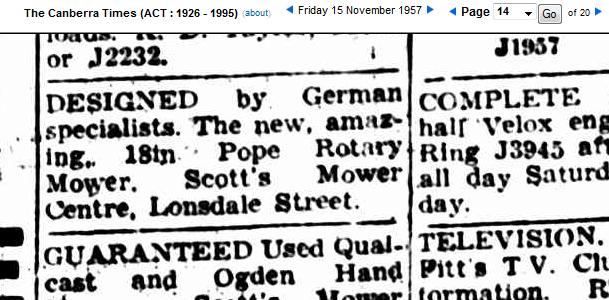 The Canberra Times (ACT : 1926 - 1995) (about) Friday 15 November 1957 Page 14 Go of 20
or J2232.
DESIGNED by German
specialists. The new, amaz-
ing, 18in Pope Rotary
Mower. Scott's Mower
Centre, Lonsdale Street.
GUARANTEED Used Qual-
cast and Ogden Hand
J1957
COMPLETE
half Velox eng
Ring J3945 aft
all day Saturd
day.
TELEVISION.
Pitt's T.V. Clu
formation. R